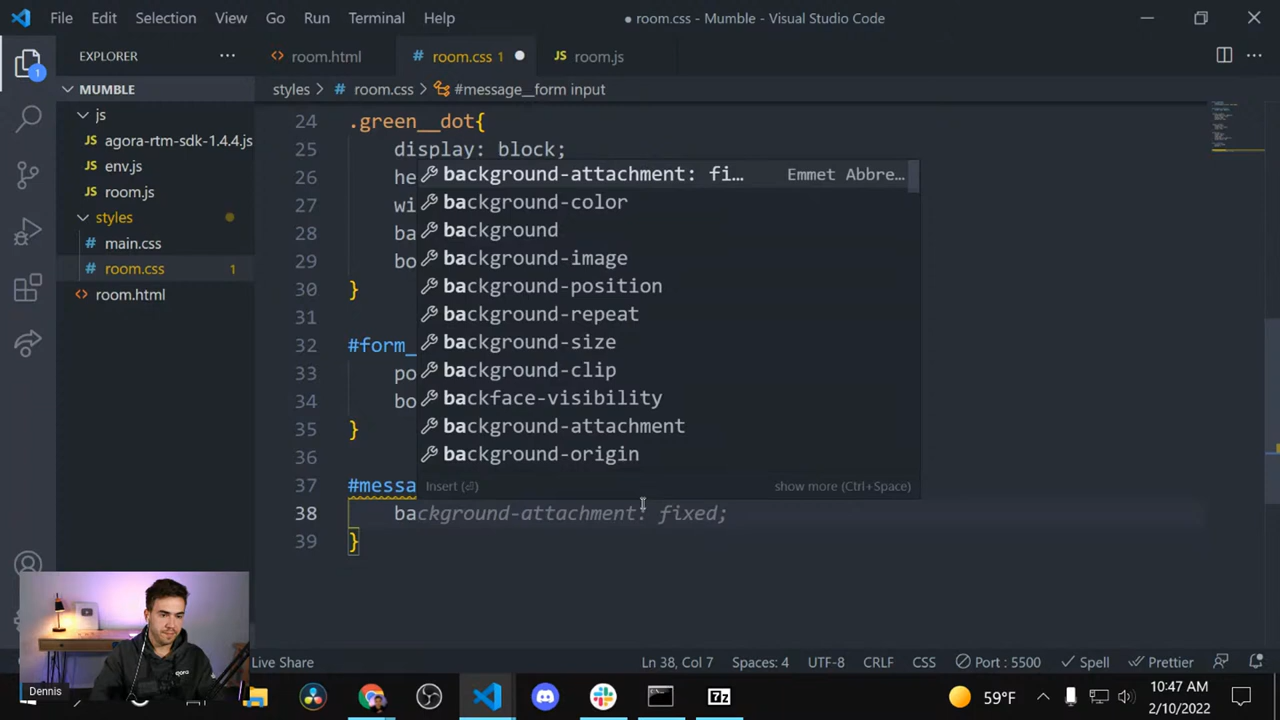 File Edit Selection View Go Run Terminal Help
● room.css - Mumble - Visual Studio Code
EXPLORER ···
room.html
# room.css 1 ●
JS room.js
styles > # room.css > #message__form input
MUMBLE
js
JS agora-rtm-sdk-1.4.4.js
JS env.js
JS room.js
styles
# main.css
# room.css 1
<> room.html
24 .green__dot{
25 display: block;
26 he
27 wi
28 ba
29 bo
30 }
31
32 #form_
33 po
34 bo
35 }
36
37 #messa
38 background-attachment: fixed;
39 }
background-attachment: fi... Emmet Abbre...
background-color
background
background-image
background-position
background-repeat
background-size
background-clip
backface-visibility
background-attachment
background-origin
Insert (⏎) show more (Ctrl+Space)
1
Dennis
Live Share
Ln 38, Col 7 Spaces: 4 UTF-8 CRLF CSS Port : 5500 Spell Prettier
7z
59°F
10:47 AM
2/10/2022